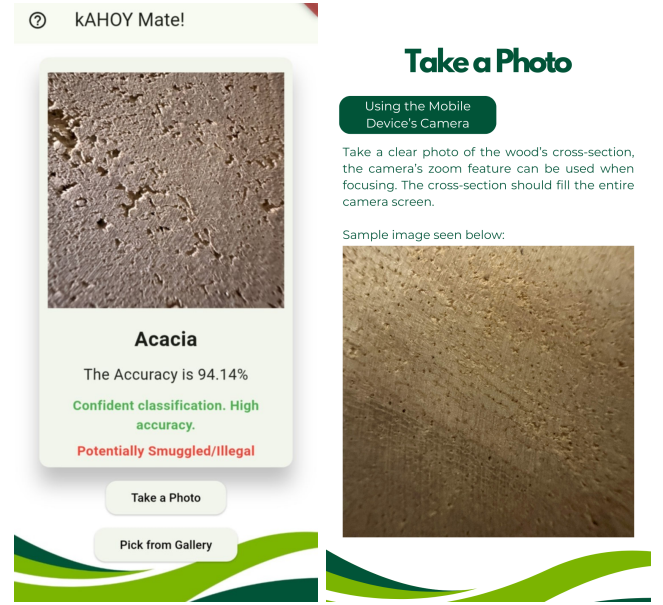 kAHOY Mate!
Acacia
The Accuracy is 94.14%
Confident classification. High
accuracy.
Potentially Smuggled/Illegal
Take a Photo
Pick from Gallery
Take a Photo
Using the Mobile
Device's Camera
Take a clear photo of the wood's cross-section,
the camera's zoom feature can be used when
focusing. The cross-section should fill the entire
camera screen.
Sample image seen below: